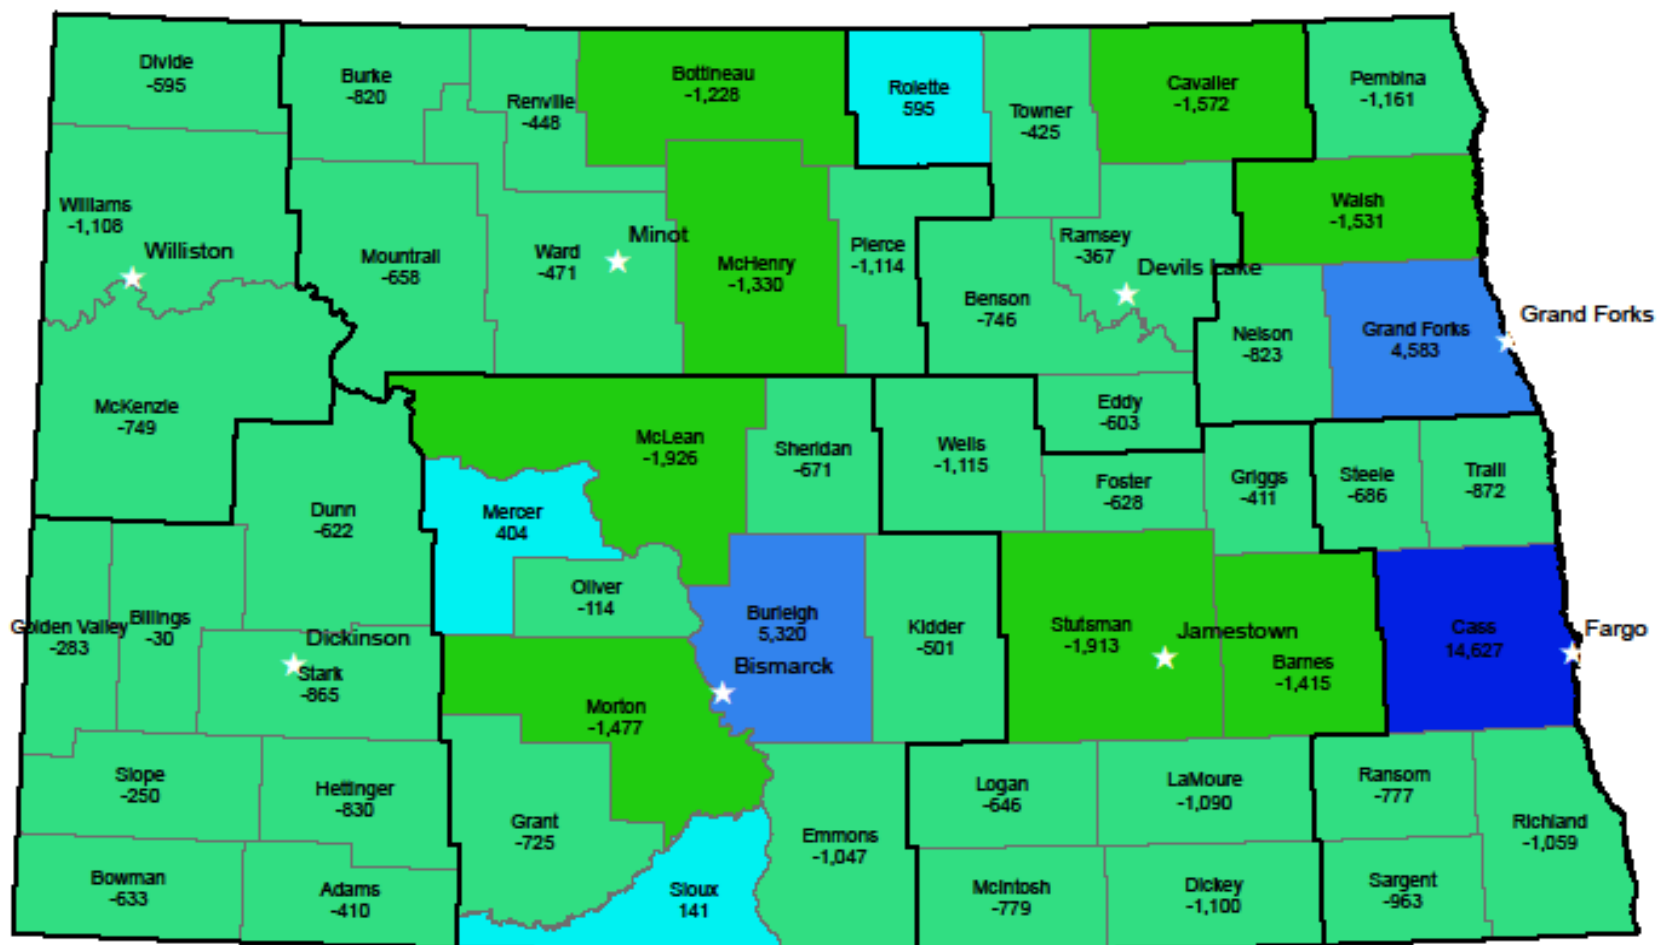 Divide
-595
Burke
-820
Renville
-448
Bottineau
-1,228
Rolette
595
Towner
-425
Cavalier
-1,572
Pembina
-1,161
Williams
-1,108
Williston
Mountrail
-658
Ward
-471
Minot
McHenry
-1,330
Pierce
-1,114
Benson
-746
Ramsey
-367
Devils Lake
Walsh
-1,531
Nelson
-823
Grand Forks
4,583
Grand Forks
McKenzie
-749
McLean
-1,926
Sheridan
-671
Wells
-1,115
Eddy
-603
Foster
-628
Griggs
-411
Steele
-686
Traill
-872
Dunn
-622
Mercer
404
Oliver
-114
Golden Valley
-283
Billings
-30
Dickinson
Stark
-865
Burleigh
5,320
Bismarck
Kidder
-501
Stutsman
-1,913
Jamestown
Barnes
-1,415
Cass
14,627
Fargo
Morton
-1,477
Slope
-250
Hettinger
-830
Grant
-725
Emmons
-1,047
Logan
-646
LaMoure
-1,090
Ransom
-777
Richland
-1,059
Bowman
-633
Adams
-410
Sioux
141
McIntosh
-779
Dickey
-1,100
Sargent
-963